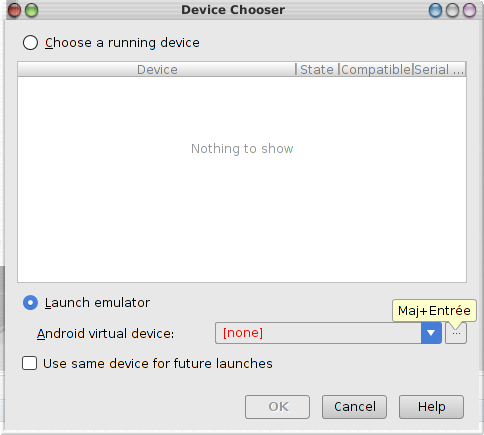 Device Chooser
Choose a running device
Device State Compatible Serial ...
Nothing to show
Launch emulator
Maj+Entrée
Android virtual device: [none] ...
Use same device for future launches
OK Cancel Help